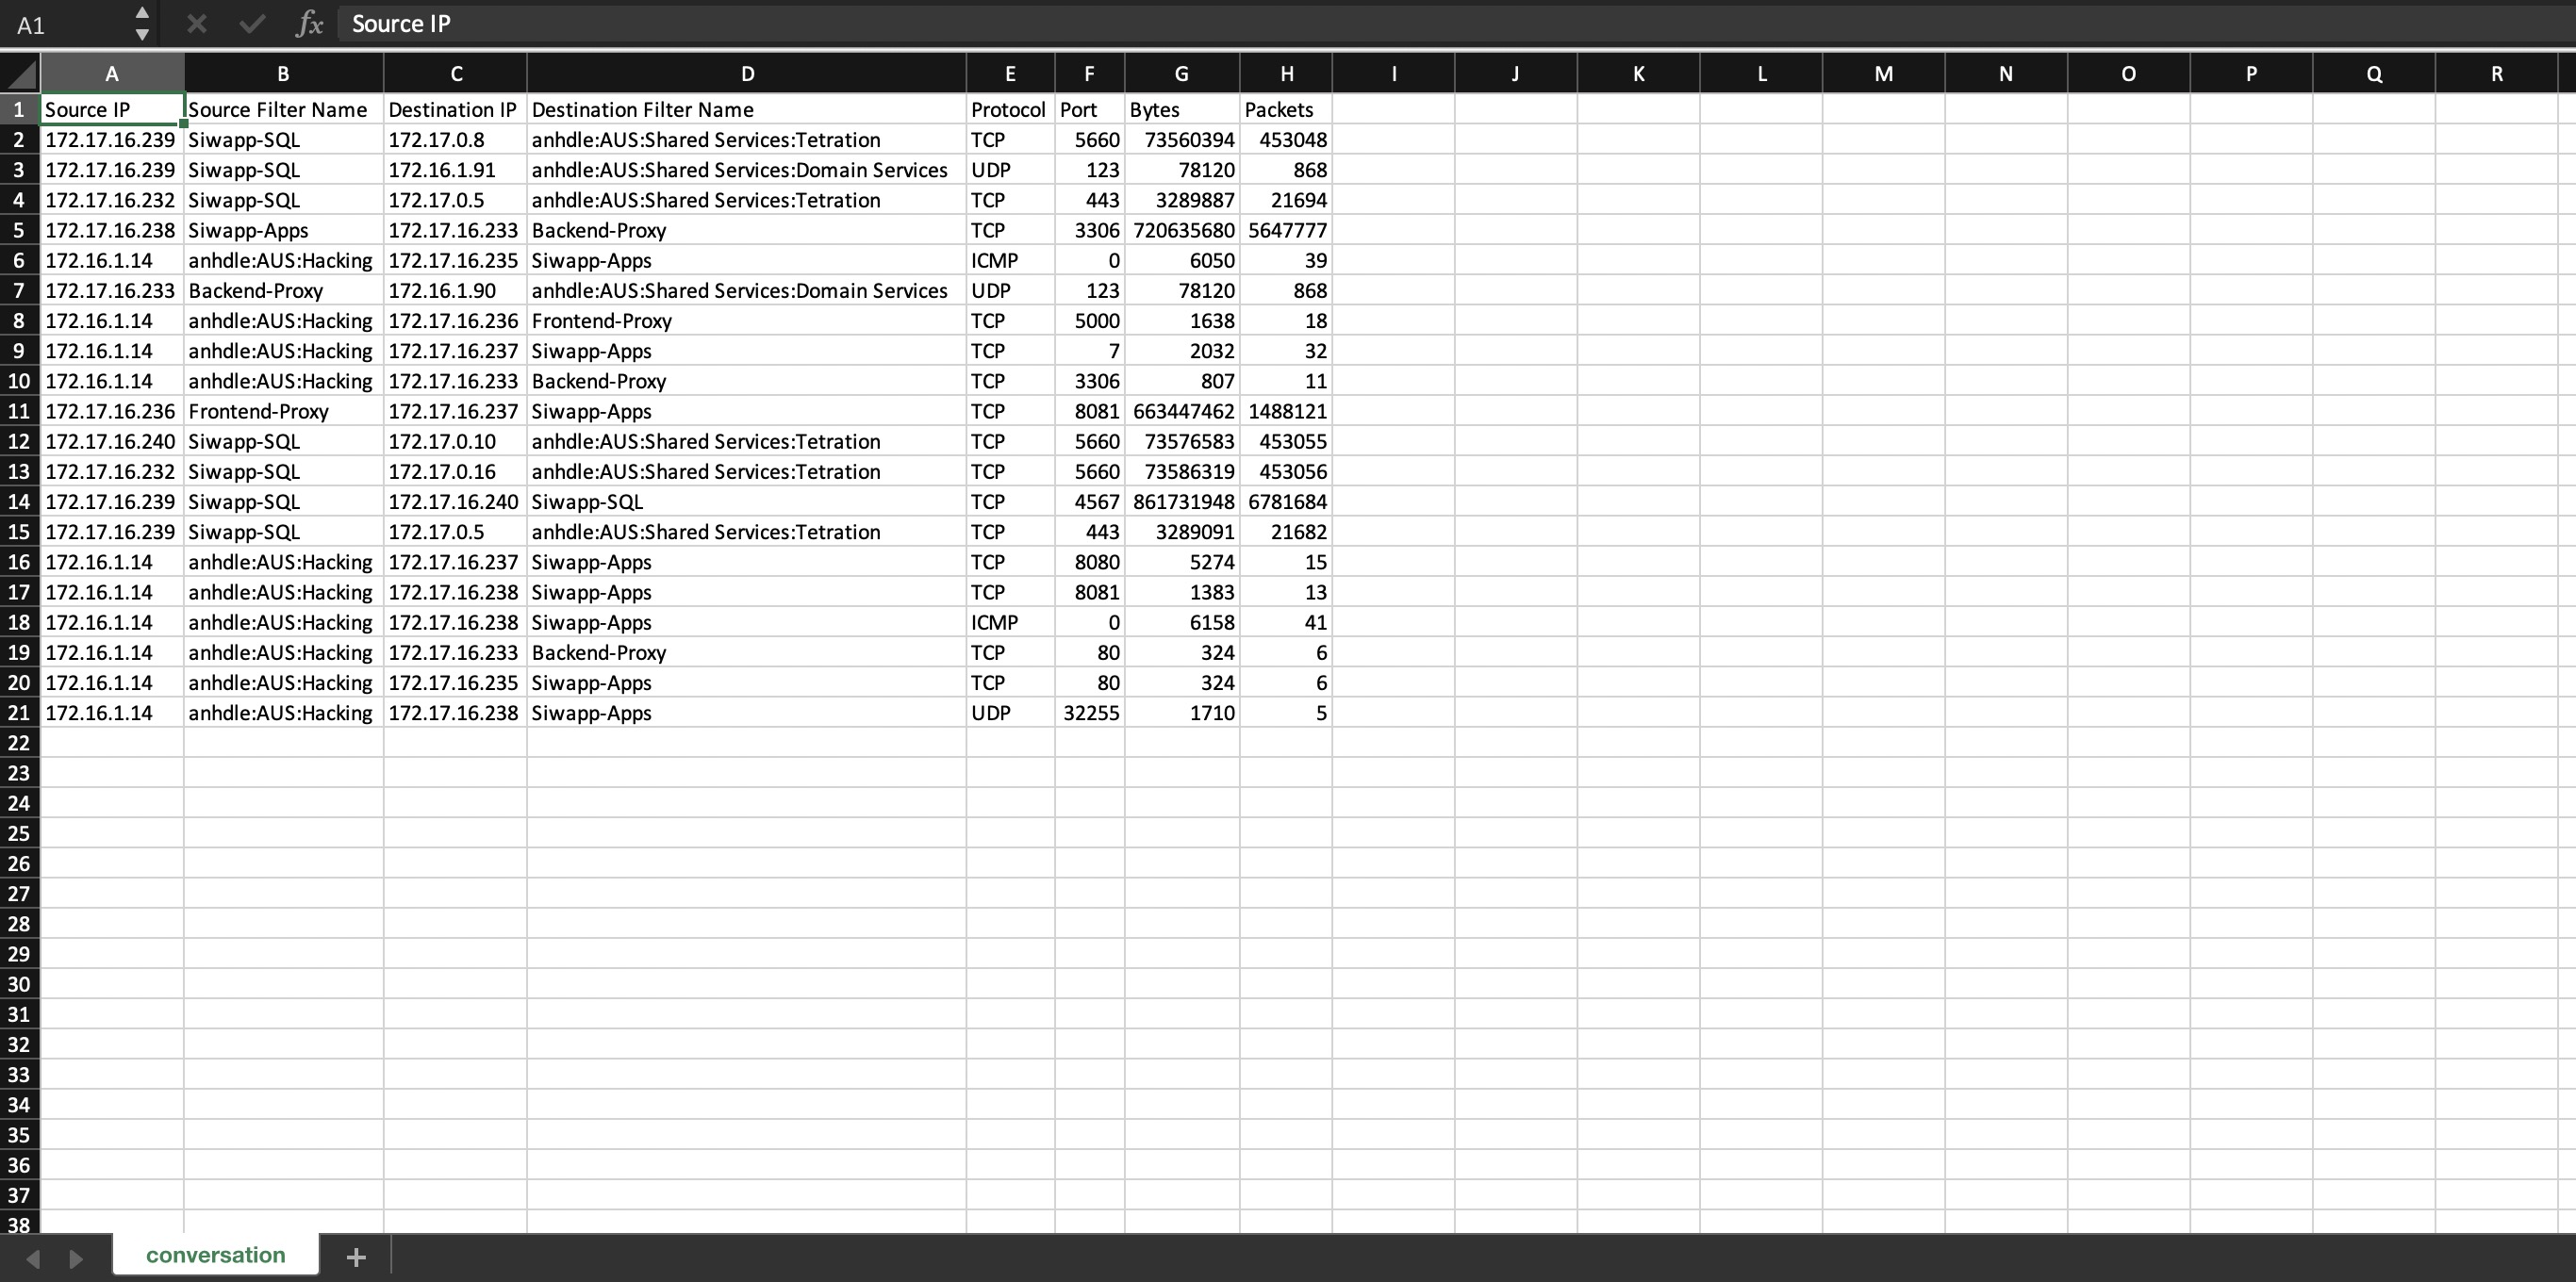 A1 fx Source IP
A B C D E F G H I J K L M N O P Q R
1 Source IP Source Filter Name Destination IP Destination Filter Name Protocol Port Bytes Packets
2 172.17.16.239 Siwapp-SQL 172.17.0.8 anhdle:AUS:Shared Services:Tetration TCP 5660 73560394 453048
3 172.17.16.239 Siwapp-SQL 172.16.1.91 anhdle:AUS:Shared Services:Domain Services UDP 123 78120 868
4 172.17.16.232 Siwapp-SQL 172.17.0.5 anhdle:AUS:Shared Services:Tetration TCP 443 3289887 21694
5 172.17.16.238 Siwapp-Apps 172.17.16.233 Backend-Proxy TCP 3306 720635680 5647777
6 172.16.1.14 anhdle:AUS:Hacking 172.17.16.235 Siwapp-Apps ICMP 0 6050 39
7 172.17.16.233 Backend-Proxy 172.16.1.90 anhdle:AUS:Shared Services:Domain Services UDP 123 78120 868
8 172.16.1.14 anhdle:AUS:Hacking 172.17.16.236 Frontend-Proxy TCP 5000 1638 18
9 172.16.1.14 anhdle:AUS:Hacking 172.17.16.237 Siwapp-Apps TCP 7 2032 32
10 172.16.1.14 anhdle:AUS:Hacking 172.17.16.233 Backend-Proxy TCP 3306 807 11
11 172.17.16.236 Frontend-Proxy 172.17.16.237 Siwapp-Apps TCP 8081 663447462 1488121
12 172.17.16.240 Siwapp-SQL 172.17.0.10 anhdle:AUS:Shared Services:Tetration TCP 5660 73576583 453055
13 172.17.16.232 Siwapp-SQL 172.17.0.16 anhdle:AUS:Shared Services:Tetration TCP 5660 73586319 453056
14 172.17.16.239 Siwapp-SQL 172.17.16.240 Siwapp-SQL TCP 4567 861731948 6781684
15 172.17.16.239 Siwapp-SQL 172.17.0.5 anhdle:AUS:Shared Services:Tetration TCP 443 3289091 21682
16 172.16.1.14 anhdle:AUS:Hacking 172.17.16.237 Siwapp-Apps TCP 8080 5274 15
17 172.16.1.14 anhdle:AUS:Hacking 172.17.16.238 Siwapp-Apps TCP 8081 1383 13
18 172.16.1.14 anhdle:AUS:Hacking 172.17.16.238 Siwapp-Apps ICMP 0 6158 41
19 172.16.1.14 anhdle:AUS:Hacking 172.17.16.233 Backend-Proxy TCP 80 324 6
20 172.16.1.14 anhdle:AUS:Hacking 172.17.16.235 Siwapp-Apps TCP 80 324 6
21 172.16.1.14 anhdle:AUS:Hacking 172.17.16.238 Siwapp-Apps UDP 32255 1710 5
22
23
24
25
26
27
28
29
30
31
32
33
34
35
36
37
38
conversation +